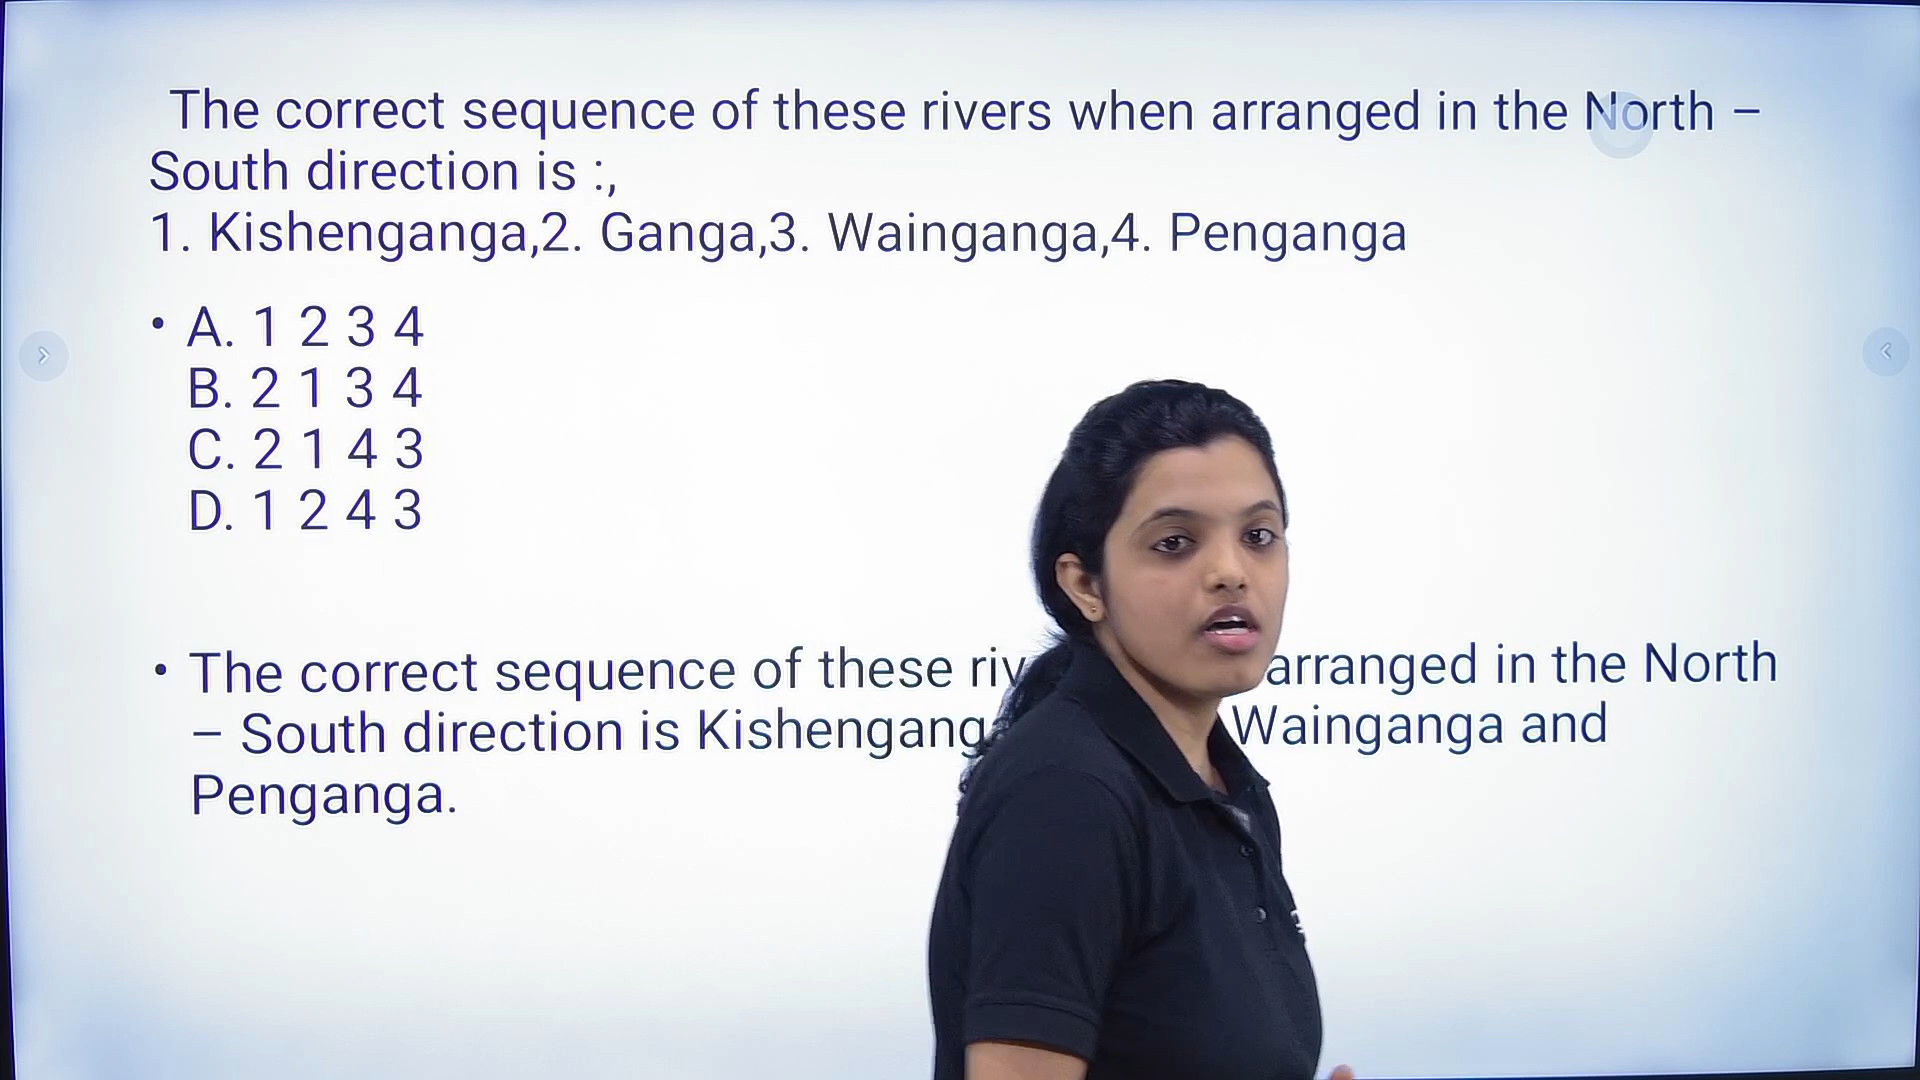 The correct sequence of these rivers when arranged in the North –
South direction is :,
1. Kishenganga,2. Ganga,3. Wainganga,4. Penganga
• A. 1 2 3 4
B. 2 1 3 4
C. 2 1 4 3
D. 1 2 4 3
• The correct sequence of these arranged in the North
– South direction is Wainganga and
Penganga.